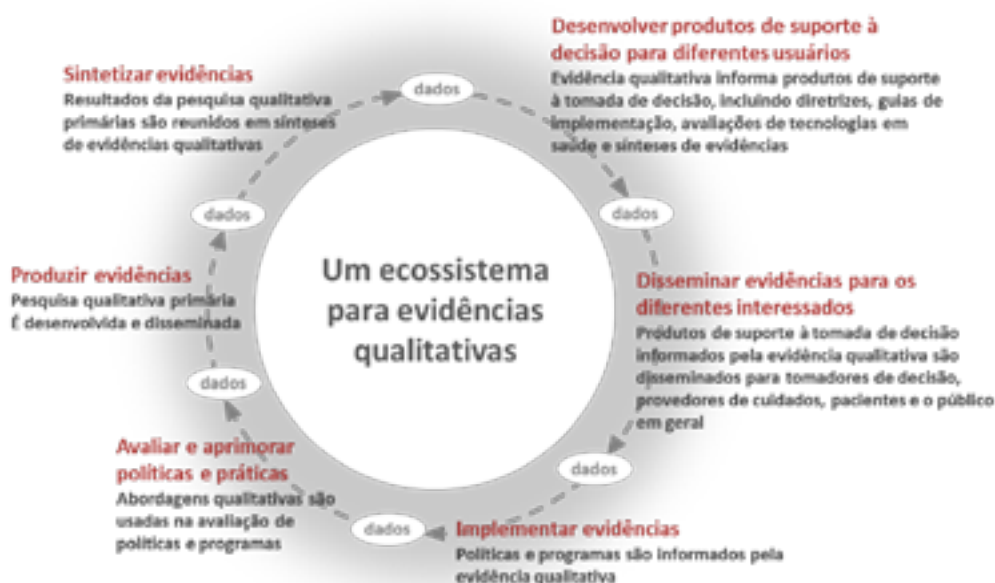 Desenvolver produtos de suporte à
decisão para diferentes usuários
Evidência qualitativa informa produtos de suporte
à tomada de decisão, incluindo diretrizes, guias de
implementação, avaliações de tecnologias em
saúde e sínteses de evidências
dados
Disseminar evidências para os
diferentes interessados
Produtos de suporte à tomada de decisão
informados pela evidência qualitativa são
disseminados para tomadores de decisão,
provedores de cuidados, pacientes e o público
em geral
dados
Implementar evidências
Políticas e programas são informados pela
evidência qualitativa
dados
Avaliar e aprimorar
políticas e práticas
Abordagens qualitativas são
usadas na avaliação de
políticas e programas
dados
Produzir evidências
Pesquisa qualitativa primária
É desenvolvida e disseminada
dados
Sintetizar evidências
Resultados da pesquisa qualitativa
primárias são reunidos em sínteses
de evidências qualitativas
dados
Um ecossistema
para evidências
qualitativas